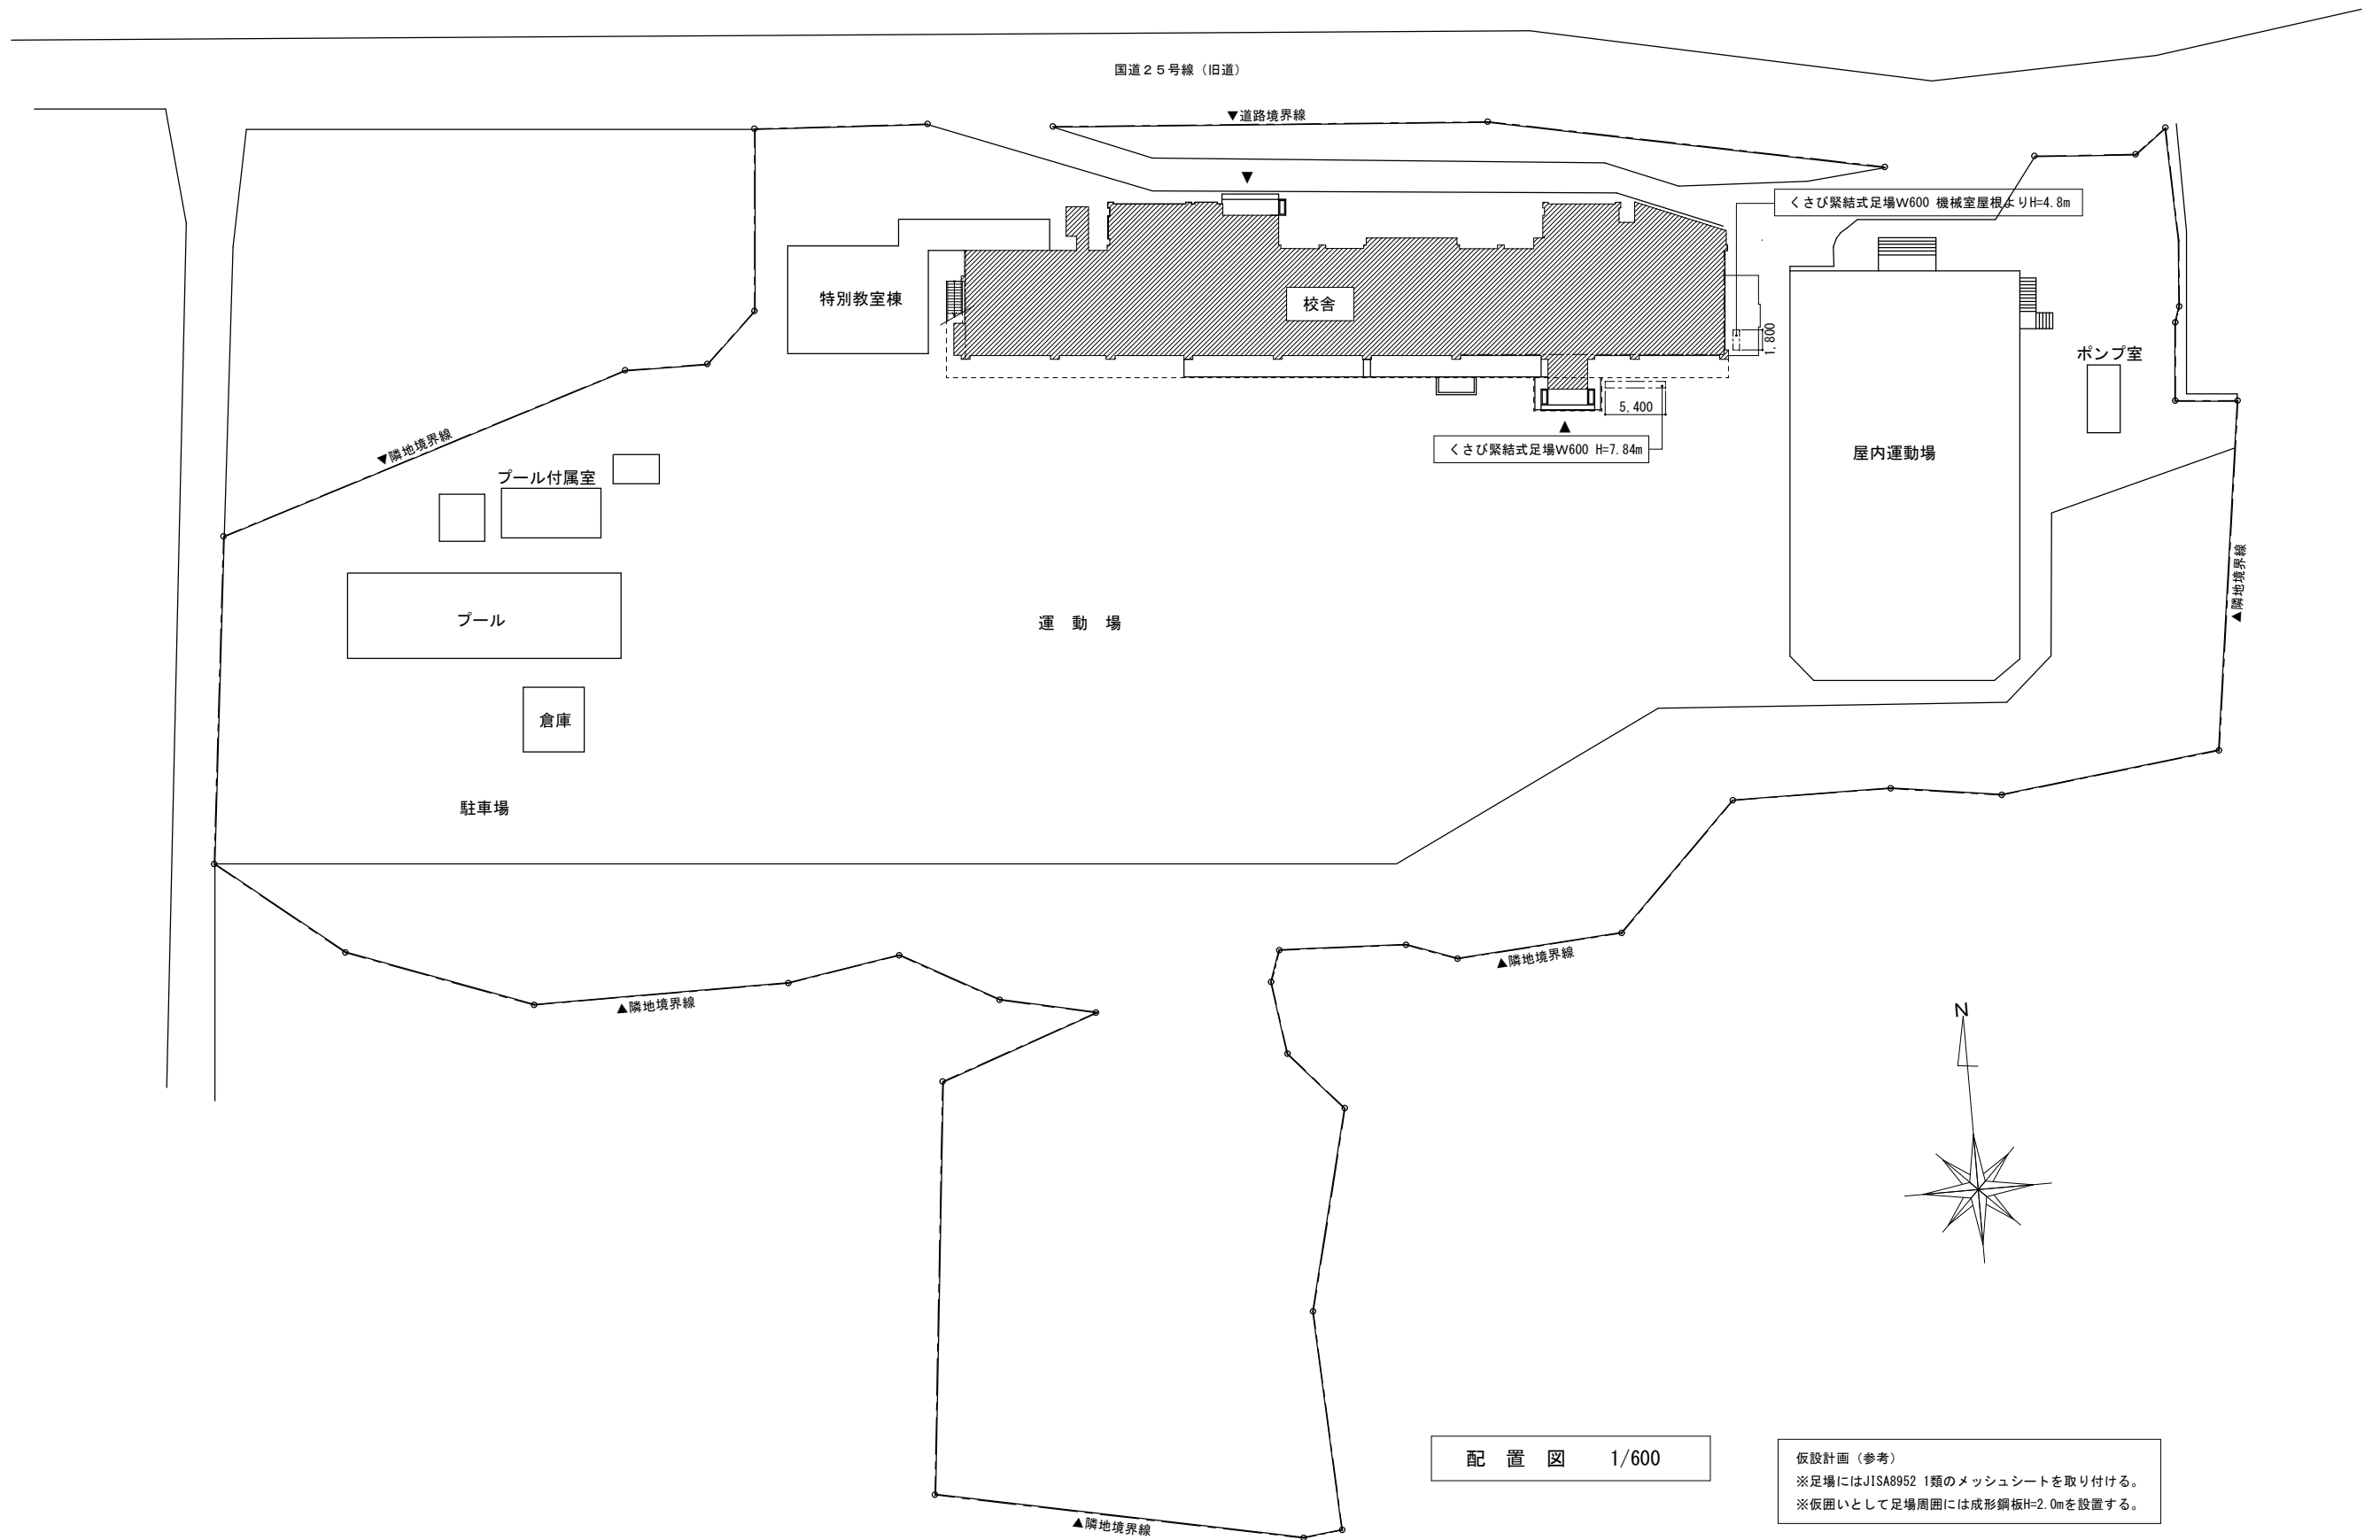 国道２５号線（旧道）
▼道路境界線
▼
くさび緊結式足場W600 機械室屋根よりH=4.8m
特別教室棟
校舎
1,800
ポンプ室
5,400
▲
くさび緊結式足場W600 H=7.84m
屋内運動場
▼隣地境界線
プール付属室
▲隣地境界線
プール
運 動 場
倉庫
駐車場
▲隣地境界線
▲隣地境界線
N
配 置 図 1/600
仮設計画（参考）
※足場にはJISA8952 1類のメッシュシートを取り付ける。
※仮囲いとして足場周囲には成形鋼板H=2.0mを設置する。
▲隣地境界線